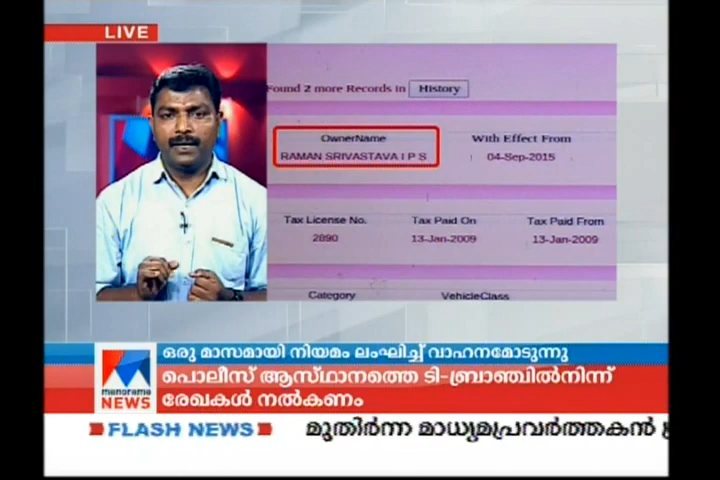 LIVE
Found 2 more Records in History
OwnerName With Effect From
RAMAN SRIVASTAVA I P S 04-Sep-2015
Tax License No. Tax Paid On Tax Paid From
2890 13-Jan-2009 13-Jan-2009
Category VehicleClass
ഒരു മാസമായി നിയമം ലംഘിച്ച് വാഹനമോടുന്നു
പൊലീസ് ആസ്ഥാനത്തെ ടി-ബ്രാഞ്ചിൽനിന്ന്
രേഖകൾ നൽകണം
manorama
NEWS
FLASH NEWS മുതിർന്ന മാധ്യമപ്രവർത്തകൻ